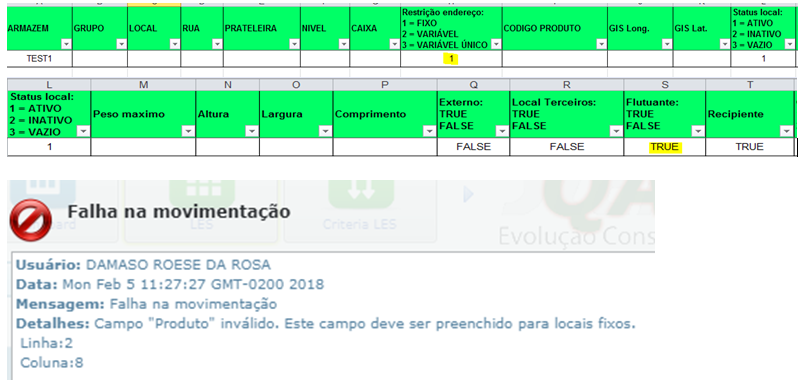 ARMAZEM GRUPO LOCAL RUA PRATELEIRA NIVEL CAIXA Restrição endereço: CODIGO PRODUTO GIS Long. GIS Lat. Status local:
1 = FIXO 1 = ATIVO
2 = VARIÁVEL 2 = INATIVO
3 = VARIÁVEL ÚNICO 3 = VAZIO
TEST1 1 1
L M N O P Q R S T
Status local: Peso maximo Altura Largura Comprimento Externo: Local Terceiros: Flutuante: Recipiente
1 = ATIVO TRUE TRUE TRUE
2 = INATIVO FALSE FALSE FALSE
3 = VAZIO
1 FALSE FALSE TRUE TRUE
Falha na movimentação
LES
Criteria LES
Evolução Cons
Usuário: DAMASO ROESE DA ROSA
Data: Mon Feb 5 11:27:27 GMT-0200 2018
Mensagem: Falha na movimentação
Detalhes: Campo "Produto" inválido. Este campo deve ser preenchido para locais fixos.
Linha:2
Coluna:8